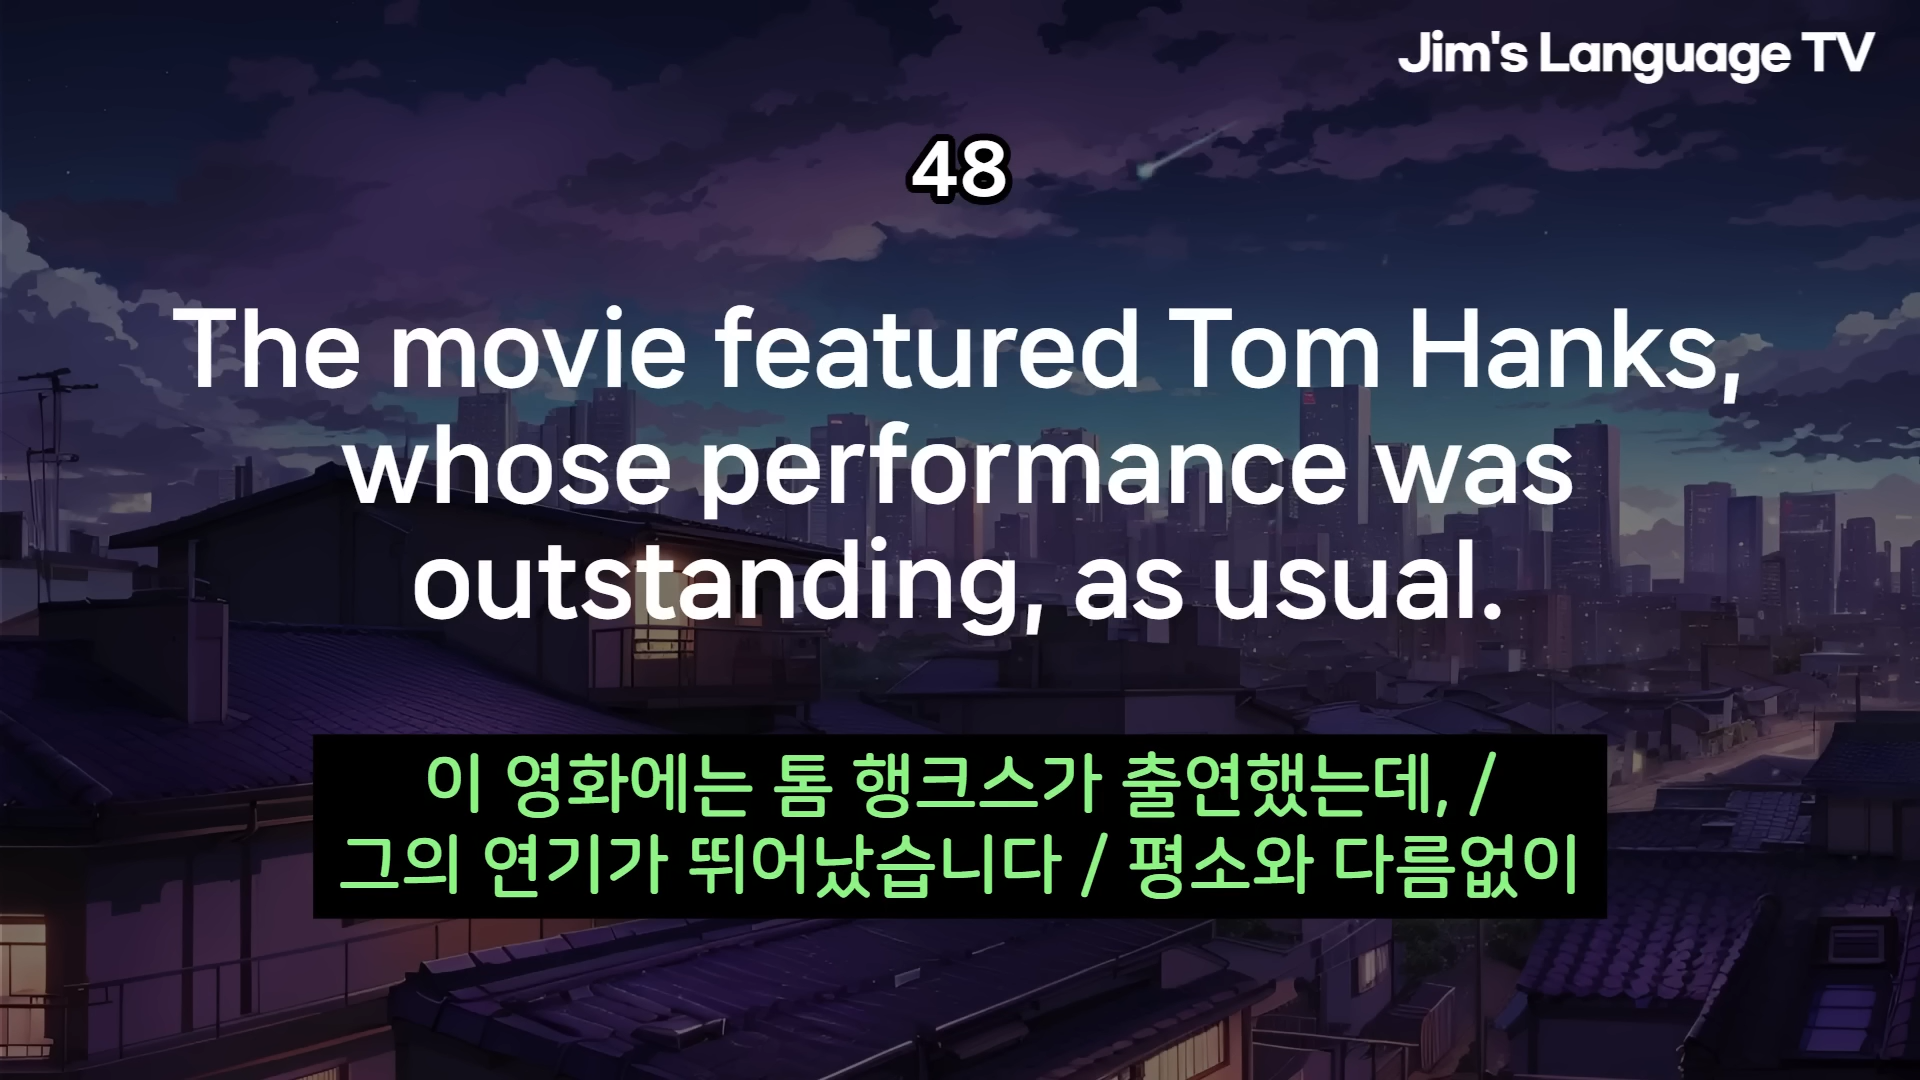 Jim's Language TV
48
The movie featured Tom Hanks,
whose performance was
outstanding, as usual.
이 영화에는 톰 행크스가 출연했는데, /
그의 연기가 뛰어났습니다 / 평소와 다름없이